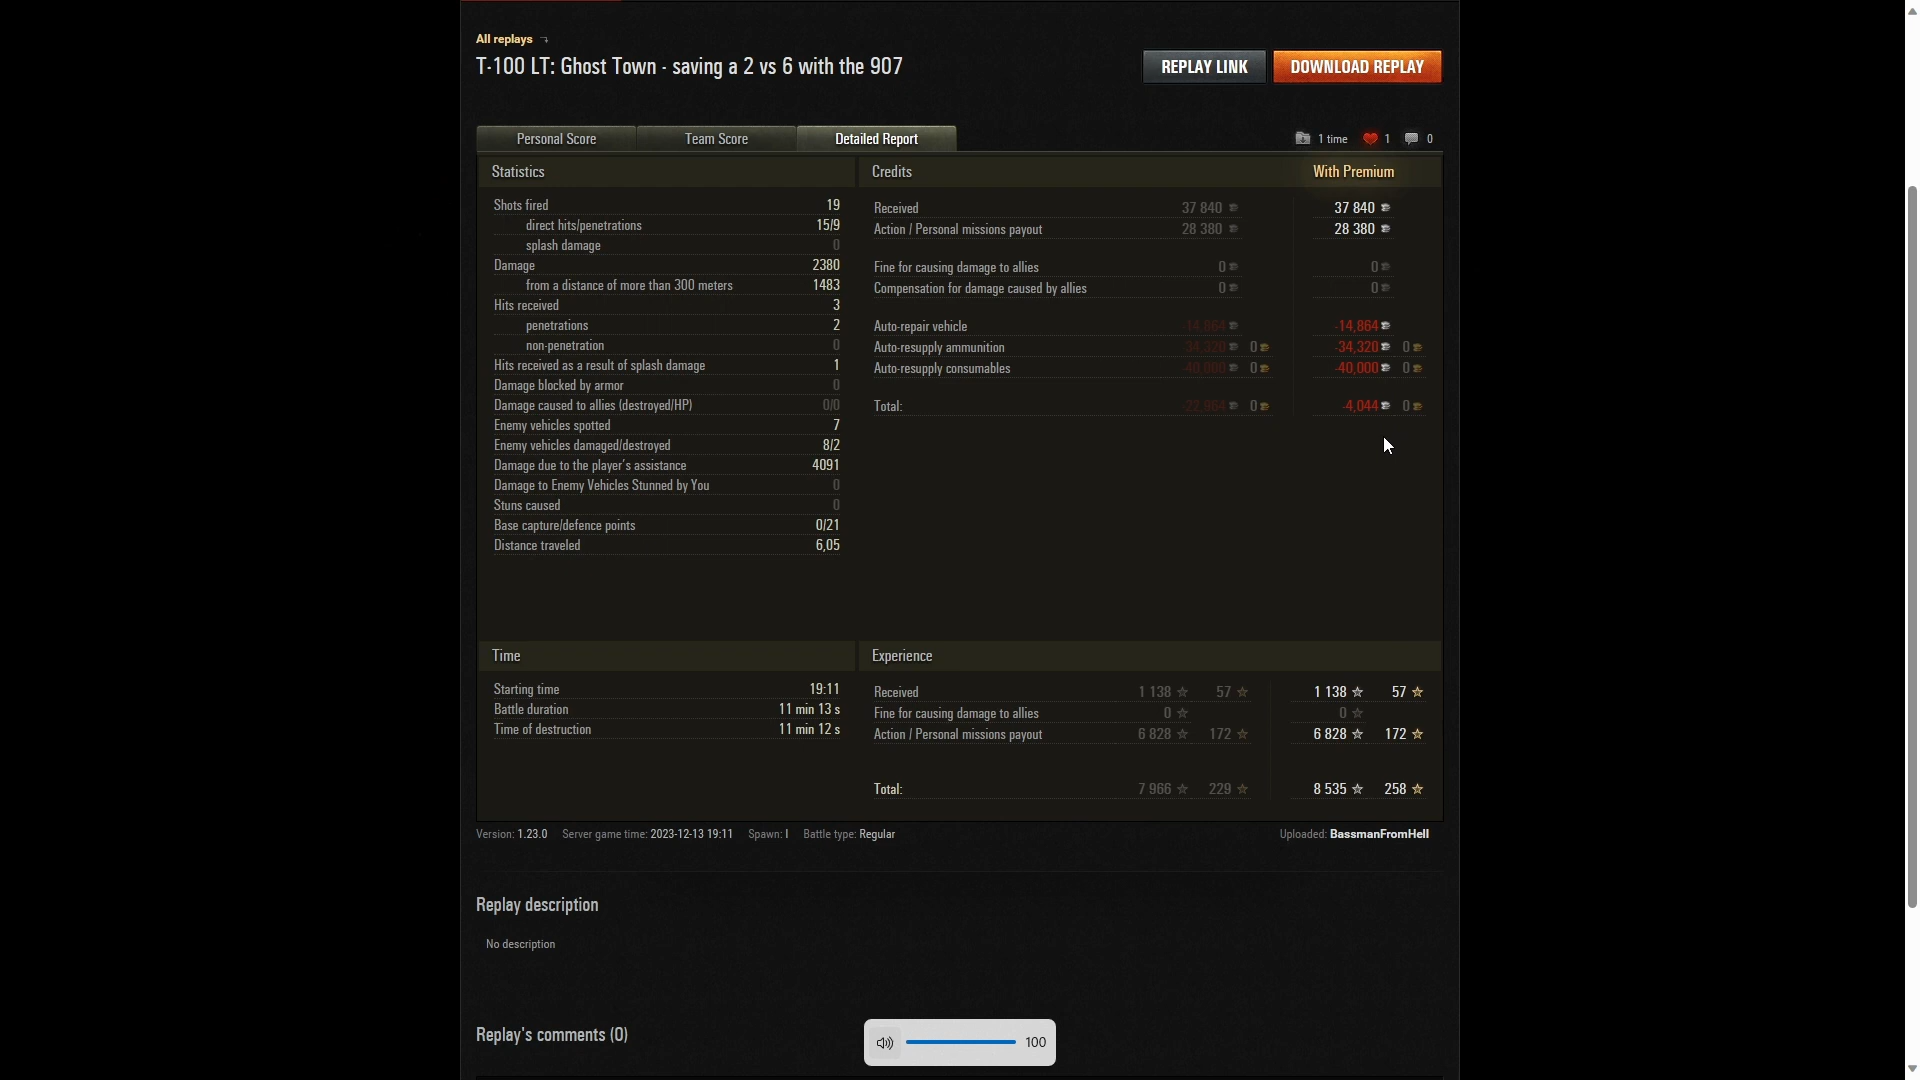 All replays
T-100 LT: Ghost Town - saving a 2 vs 6 with the 907
REPLAY LINK
DOWNLOAD REPLAY
Personal Score Team Score Detailed Report
1 time 1 0
Statistics
Shots fired 19
direct hits/penetrations 15/9
splash damage 0
Damage 2380
from a distance of more than 300 meters 1483
Hits received 3
penetrations 2
non-penetration 0
Hits received as a result of splash damage 1
Damage blocked by armor 0
Damage caused to allies (destroyed/HP) 0/0
Enemy vehicles spotted 7
Enemy vehicles damaged/destroyed 8/2
Damage due to the player's assistance 4091
Damage to Enemy Vehicles Stunned by You 0
Stuns caused 0
Base capture/defence points 0/21
Distance traveled 6,05
Credits With Premium
Received 37 840 37 840
Action / Personal missions payout 28 380 28 380
Fine for causing damage to allies 0 0
Compensation for damage caused by allies 0 0
Auto-repair vehicle -14,864 -14,864
Auto-resupply ammunition -34,320 0 -34,320 0
Auto-resupply consumables -40,000 0 -40,000 0
Total: -22,964 0 -4,044 0
Time
Starting time 19:11
Battle duration 11 min 13 s
Time of destruction 11 min 12 s
Experience
Received 1 138 57 1 138 57
Fine for causing damage to allies 0 0
Action / Personal missions payout 6 828 172 6 828 172
Total: 7 966 229 8 535 258
Version: 1.23.0 Server game time: 2023-12-13 19:11 Spawn: I Battle type: Regular Uploaded: BassmanFromHell
Replay description
No description
Replay's comments (0)
100